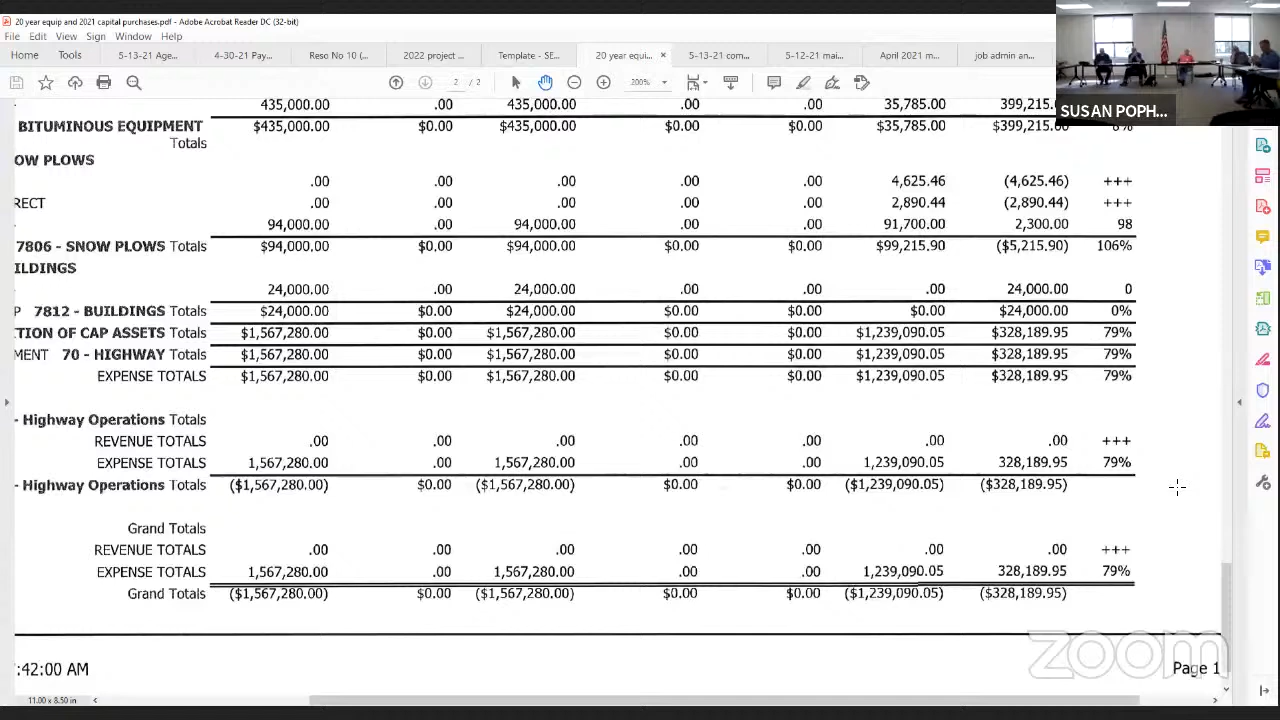 20 year equip and 2021 capital purchases.pdf - Adobe Acrobat Reader DC (32-bit)
File Edit View Sign Window Help
Home Tools 5-13-21 Age... 4-30-21 Pay... Reso No 10 (... 2022 project ... Template SE... 20 year equi... × 5-13-21 com... 5-12-21 mai... April 2021 m... job admin an...
2 / 2 200%
SUSAN POPH...
435,000.00 .00 435,000.00 .00 .00 35,785.00 399,215.
BITUMINOUS EQUIPMENT $435,000.00 $0.00 $435,000.00 $0.00 $0.00 $35,785.00 $399,215.00 8%
Totals
OW PLOWS
.00 .00 .00 .00 .00 4,625.46 (4,625.46) +++
RECT .00 .00 .00 .00 .00 2,890.44 (2,890.44) +++
94,000.00 .00 94,000.00 .00 .00 91,700.00 2,300.00 98
7806 - SNOW PLOWS Totals $94,000.00 $0.00 $94,000.00 $0.00 $0.00 $99,215.90 ($5,215.90) 106%
ILDINGS
24,000.00 .00 24,000.00 .00 .00 .00 24,000.00 0
P 7812 - BUILDINGS Totals $24,000.00 $0.00 $24,000.00 $0.00 $0.00 $0.00 $24,000.00 0%
TION OF CAP ASSETS Totals $1,567,280.00 $0.00 $1,567,280.00 $0.00 $0.00 $1,239,090.05 $328,189.95 79%
MENT 70 - HIGHWAY Totals $1,567,280.00 $0.00 $1,567,280.00 $0.00 $0.00 $1,239,090.05 $328,189.95 79%
EXPENSE TOTALS $1,567,280.00 $0.00 $1,567,280.00 $0.00 $0.00 $1,239,090.05 $328,189.95 79%
- Highway Operations Totals
REVENUE TOTALS .00 .00 .00 .00 .00 .00 .00 +++
EXPENSE TOTALS 1,567,280.00 .00 1,567,280.00 .00 .00 1,239,090.05 328,189.95 79%
- Highway Operations Totals ($1,567,280.00) $0.00 ($1,567,280.00) $0.00 $0.00 ($1,239,090.05) ($328,189.95)
Grand Totals
REVENUE TOTALS .00 .00 .00 .00 .00 .00 .00 +++
EXPENSE TOTALS 1,567,280.00 .00 1,567,280.00 .00 .00 1,239,090.05 328,189.95 79%
Grand Totals ($1,567,280.00) $0.00 ($1,567,280.00) $0.00 $0.00 ($1,239,090.05) ($328,189.95)
zoom
:42:00 AM Page 1
11.00 x 8.50 in